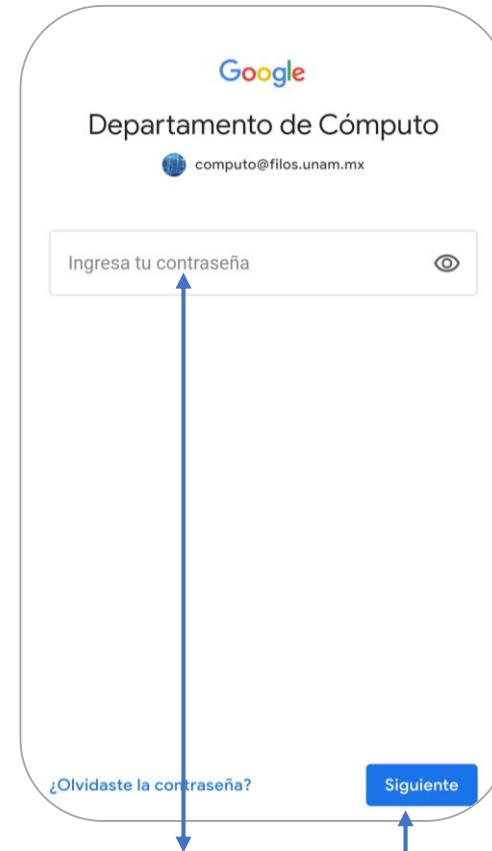 Google
Departamento de Cómputo
computo@filos.unam.mx
Ingresa tu contraseña
¿Olvidaste la contraseña?
Siguiente